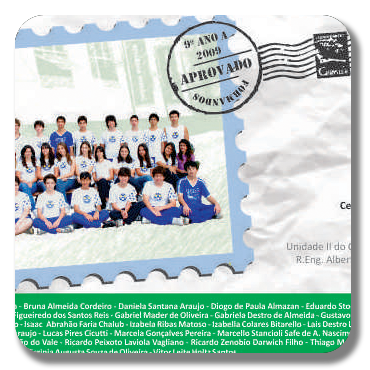 9º ANO A
2009
APROVADO
FORMANDOS
Ce
Unidade II do C
R.Eng. Alber
- Bruna Almeida Cordeiro - Daniela Santana Araujo - Diogo de Paula Almazan - Eduardo Sto
Figueiredo dos Santos Reis - Gabriel Mader de Oliveira - Gabriela Destro de Almeida - Gustavo
o - Isaac Abrahão Faria Chalub - Izabela Ribas Matoso - Izabella Colares Bitarello - Lais Destro L
raujo - Lucas Pires Cicutti - Marcela Gonçalves Pereira - Marcello Stancioli Safe de A. Nascim
ão do Vale - Ricardo Peixoto Laviola Vagliano - Ricardo Zenobio Darwich Filho - Thiago M
Augusta Souza de Oliveira - Vitor Leite Holtz Santos